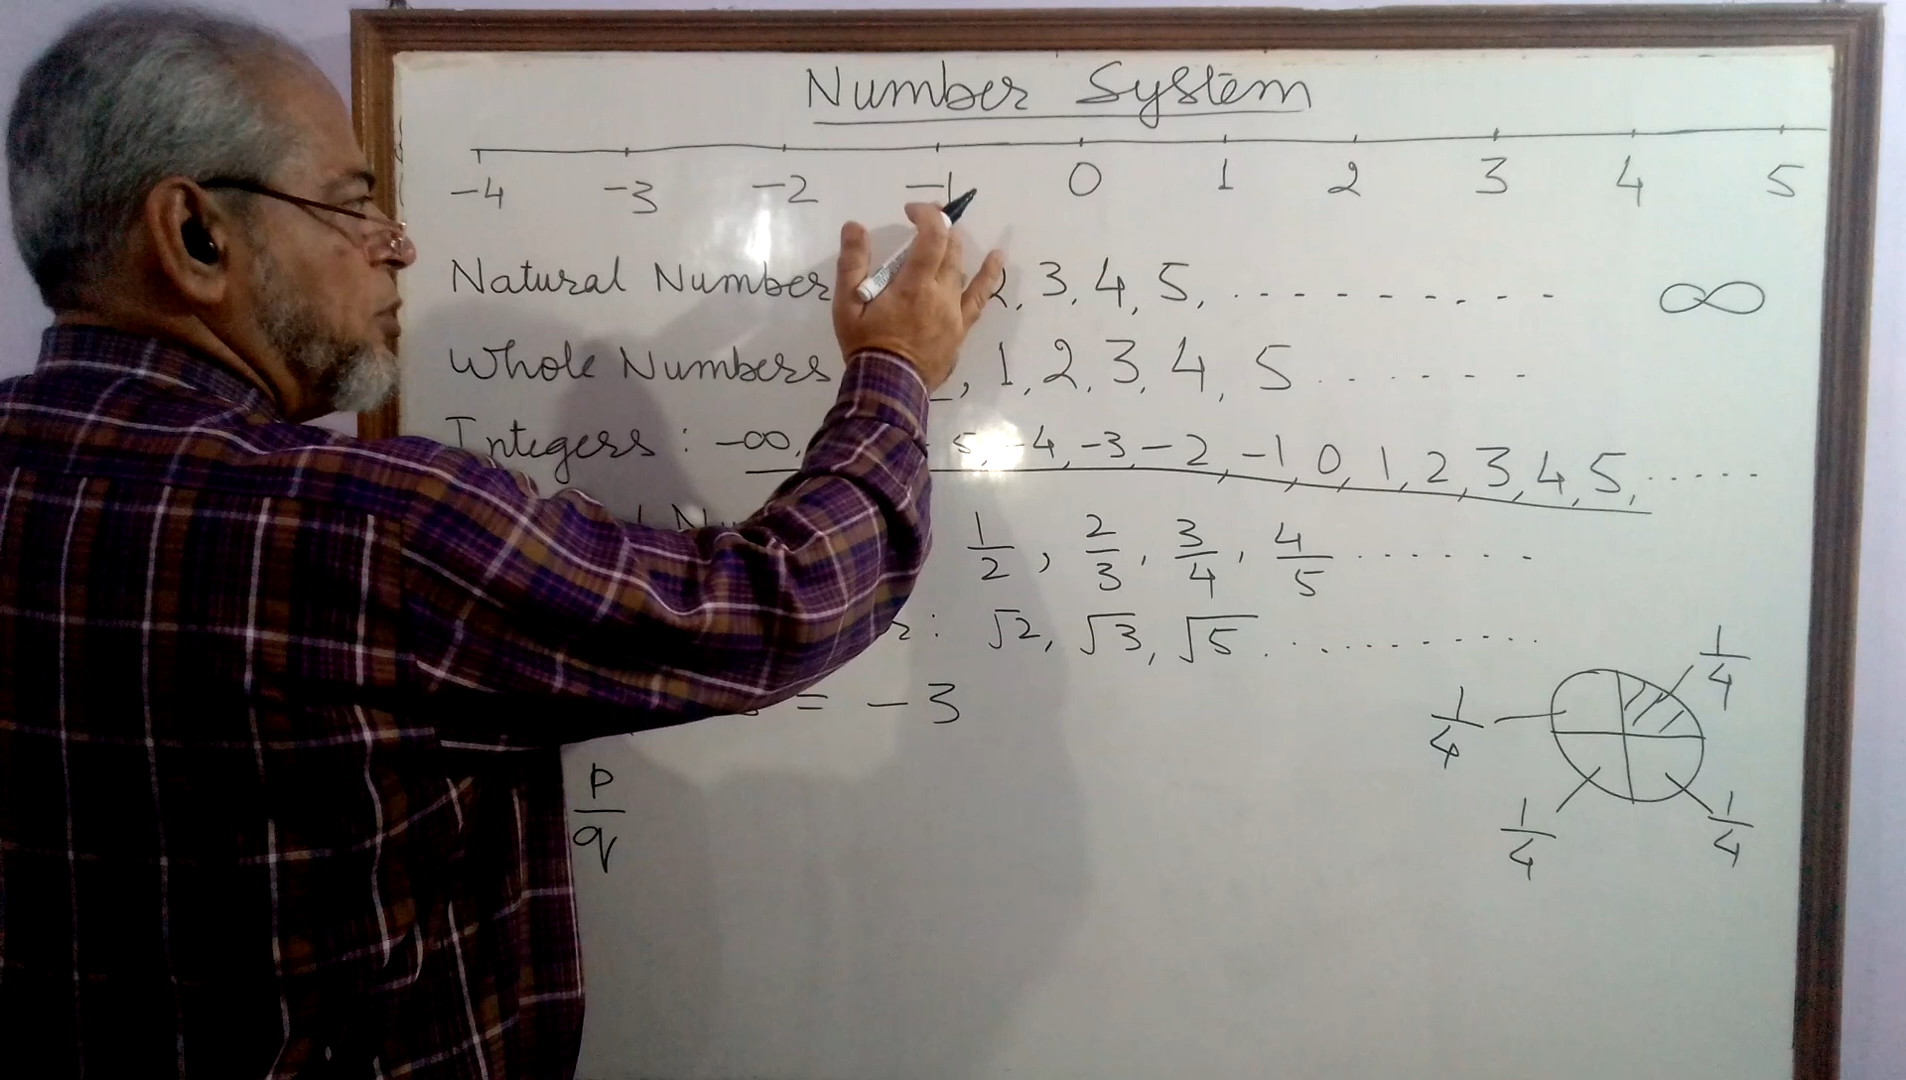 Number System
-4 -3 -2 -1 0 1 2 3 4 5
Natural Number 2, 3, 4, 5, . . . . . . . . . . ∞
Whole Numbers , 1, 2, 3, 4, 5 . . . . . .
Integers : -∞, 5, -4, -3, -2, -1, 0, 1, 2, 3, 4, 5, . . . . .
1/2, 2/3, 3/4, 4/5 . . . . . .
: √2, √3, √5 . . . . . . . . . . .
= -3
p/q
1/4
1/4
1/4
1/4